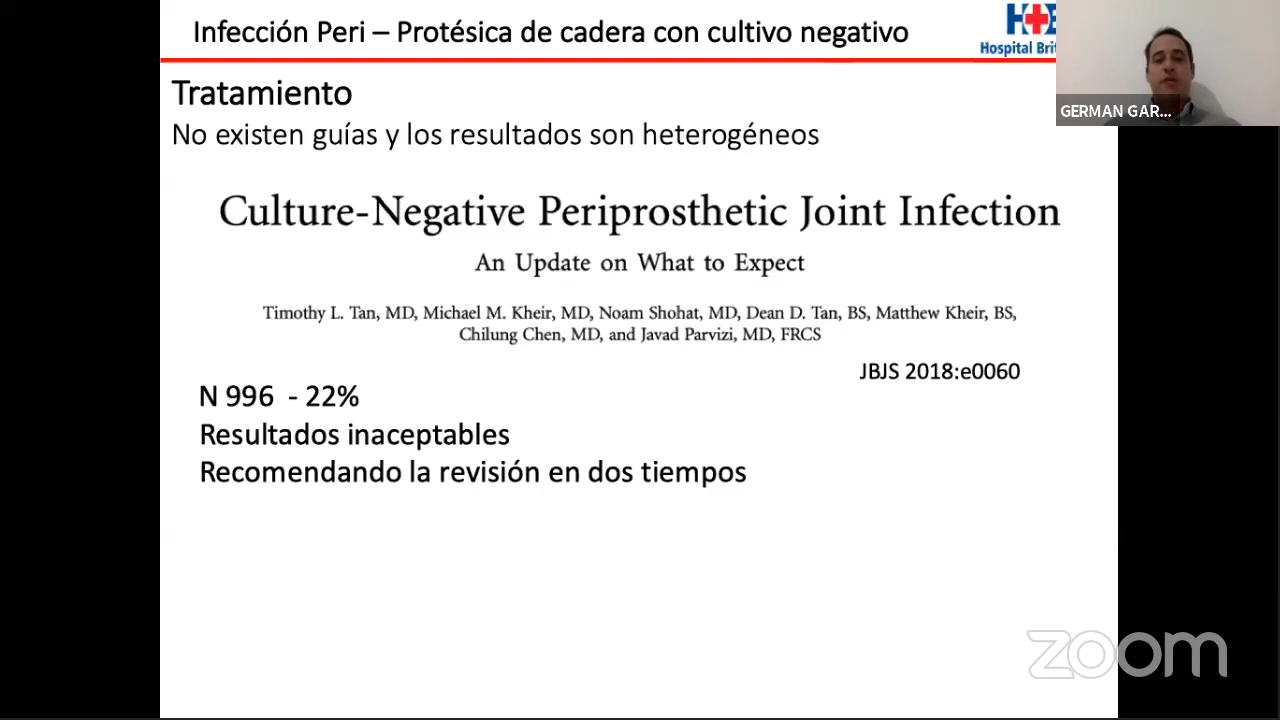 Infección Peri – Protésica de cadera con cultivo negativo
Hospital Brit
GERMAN GAR...
Tratamiento
No existen guías y los resultados son heterogéneos
Culture-Negative Periprosthetic Joint Infection
An Update on What to Expect
Timothy L. Tan, MD, Michael M. Kheir, MD, Noam Shohat, MD, Dean D. Tan, BS, Matthew Kheir, BS,
Chilung Chen, MD, and Javad Parvizi, MD, FRCS
JBJS 2018:e0060
N 996 - 22%
Resultados inaceptables
Recomendando la revisión en dos tiempos
zoom